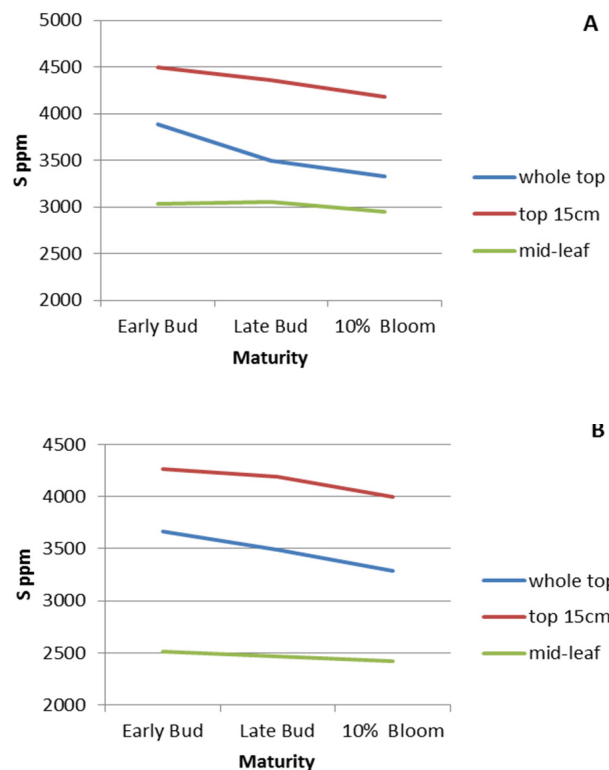 A
5000
4500
4000
3500
3000
2500
2000
S ppm
Early Bud Late Bud 10% Bloom
Maturity
whole top
top 15cm
mid-leaf
B
4500
4000
3500
3000
2500
2000
S ppm
Early Bud Late Bud 10% Bloom
Maturity
whole top
top 15cm
mid-leaf